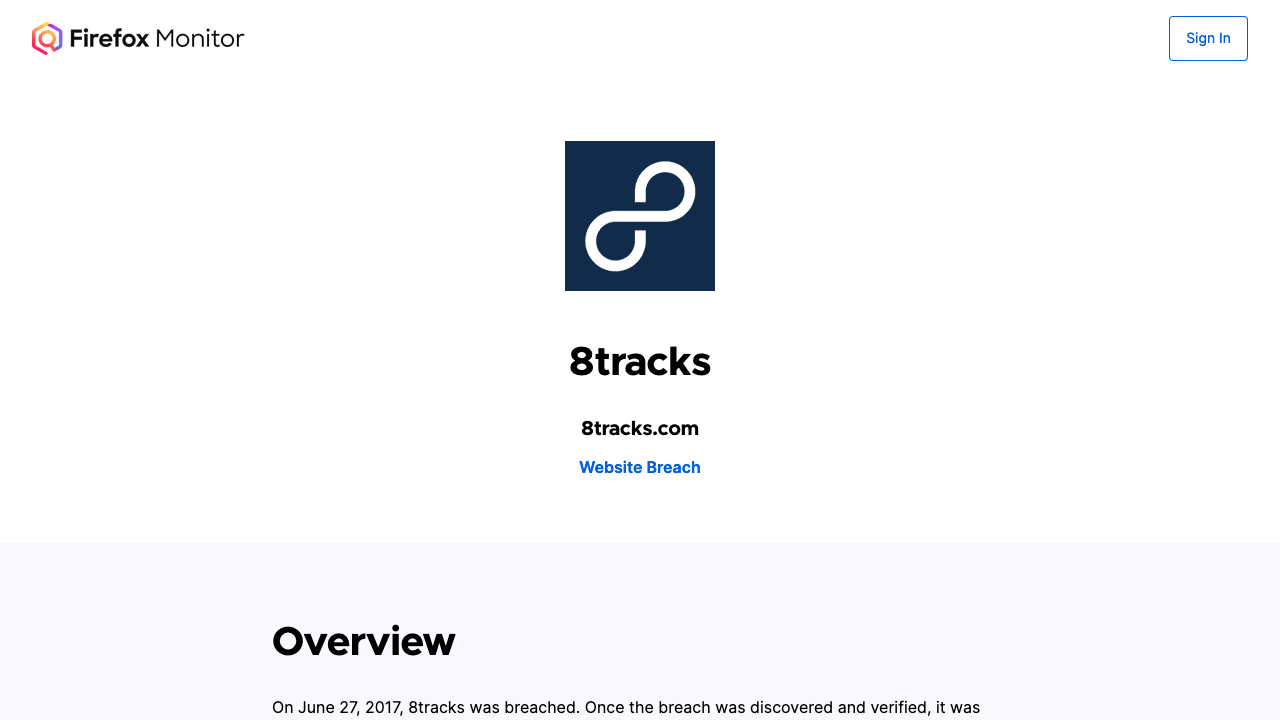 Firefox Monitor
Sign In
8tracks
8tracks.com
Website Breach
Overview
On June 27, 2017, 8tracks was breached. Once the breach was discovered and verified, it was